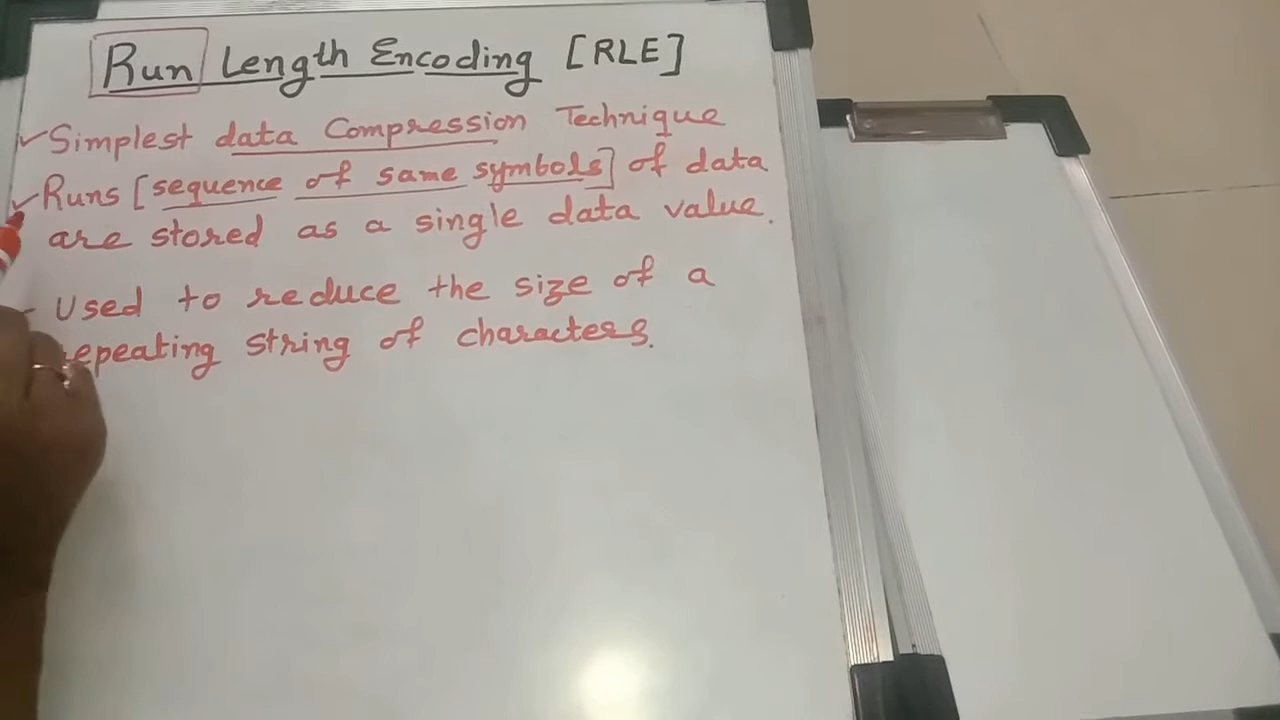 Run Length Encoding [RLE]
Simplest data Compression Technique
Runs [sequence of same symbols] of data
are stored as a single data value.
- Used to reduce the size of a
repeating string of characters.